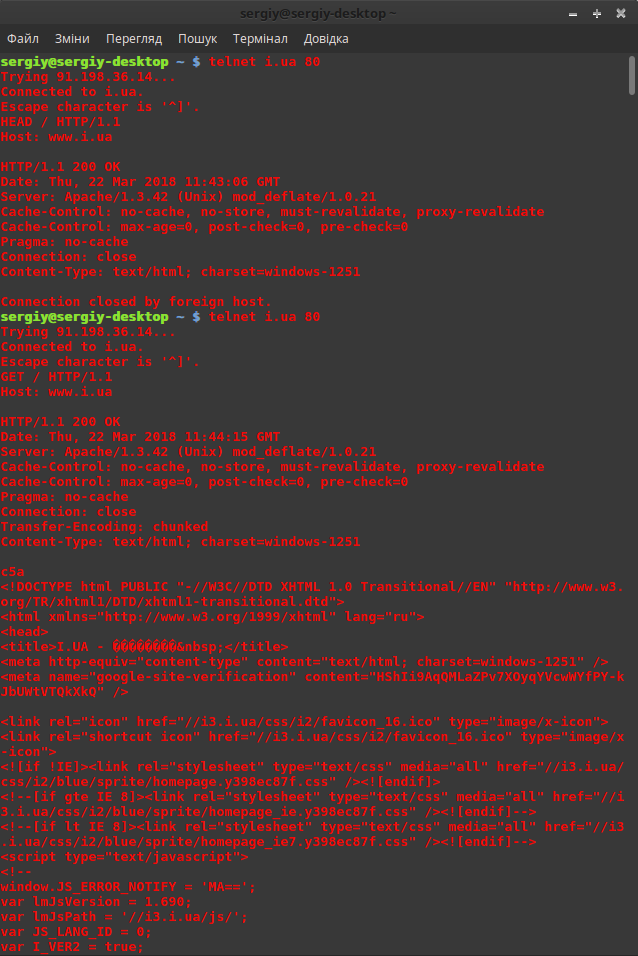 sergiy@sergiy-desktop ~
Файл Зміни Перегляд Пошук Термінал Довідка
sergiy@sergiy-desktop ~ $ telnet i.ua 80
Trying 91.198.36.14...
Connected to i.ua.
Escape character is '^]'.
HEAD / HTTP/1.1
Host: www.i.ua
HTTP/1.1 200 OK
Date: Thu, 22 Mar 2018 11:43:06 GMT
Server: Apache/1.3.42 (Unix) mod_deflate/1.0.21
Cache-Control: no-cache, no-store, must-revalidate, proxy-revalidate
Cache-Control: max-age=0, post-check=0, pre-check=0
Pragma: no-cache
Connection: close
Content-Type: text/html; charset=windows-1251
Connection closed by foreign host.
sergiy@sergiy-desktop ~ $ telnet i.ua 80
Trying 91.198.36.14...
Connected to i.ua.
Escape character is '^]'.
GET / HTTP/1.1
Host: www.i.ua
HTTP/1.1 200 OK
Date: Thu, 22 Mar 2018 11:44:15 GMT
Server: Apache/1.3.42 (Unix) mod_deflate/1.0.21
Cache-Control: no-cache, no-store, must-revalidate, proxy-revalidate
Cache-Control: max-age=0, post-check=0, pre-check=0
Pragma: no-cache
Connection: close
Transfer-Encoding: chunked
Content-Type: text/html; charset=windows-1251
c5a
<!DOCTYPE html PUBLIC "-//W3C//DTD XHTML 1.0 Transitional//EN" "http://www.w3.
org/TR/xhtml1/DTD/xhtml1-transitional.dtd">
<html xmlns="http://www.w3.org/1999/xhtml" lang="ru">
<head>
<title>I.UA - ���������&nbsp;</title>
<meta http-equiv="content-type" content="text/html; charset=windows-1251" />
<meta name="google-site-verification" content="HShIi9AqQMLaZPv7XOyqYVcwWYfPY-k
JbUWtVTQkXkQ" />
<link rel="icon" href="//i3.i.ua/css/i2/favicon_16.ico" type="image/x-icon">
<link rel="shortcut icon" href="//i3.i.ua/css/i2/favicon_16.ico" type="image/x
-icon">
<![if !IE]><link rel="stylesheet" type="text/css" media="all" href="//i3.i.ua/
css/i2/blue/sprite/homepage.y398ec87f.css" /><![endif]>
<!--[if gte IE 8]><link rel="stylesheet" type="text/css" media="all" href="//i
3.i.ua/css/i2/blue/sprite/homepage_ie.y398ec87f.css" /><![endif]-->
<!--[if lt IE 8]><link rel="stylesheet" type="text/css" media="all" href="//i3
.i.ua/css/i2/blue/sprite/homepage_ie7.y398ec87f.css" /><![endif]-->
<script type="text/javascript">
<!--
window.JS_ERROR_NOTIFY = 'MA==';
var lmJsVersion = 1.690;
var lmJsPath = '//i3.i.ua/js/';
var JS_LANG_ID = 0;
var I_VER2 = true;